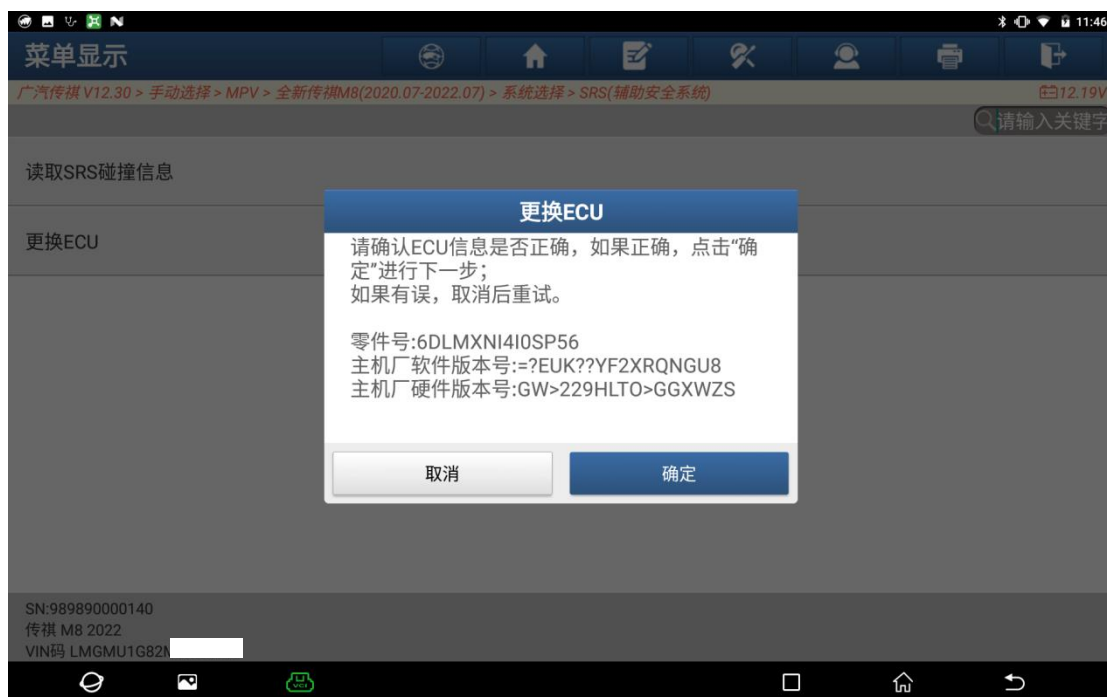 11:46
菜单显示
广汽传祺 V12.30 > 手动选择 > MPV > 全新传祺M8(2020.07-2022.07) > 系统选择 > SRS(辅助安全系统)
12.19V
请输入关键字
读取SRS碰撞信息
更换ECU
更换ECU
请确认ECU信息是否正确，如果正确，点击“确
定”进行下一步；
如果有误，取消后重试。
零件号:6DLMXNI4I0SP56
主机厂软件版本号:=?EUK??YF2XRQNGU8
主机厂硬件版本号:GW>229HLTO>GGXWZS
取消
确定
SN:989890000140
传祺 M8 2022
VIN码 LMGMU1G82
VCI